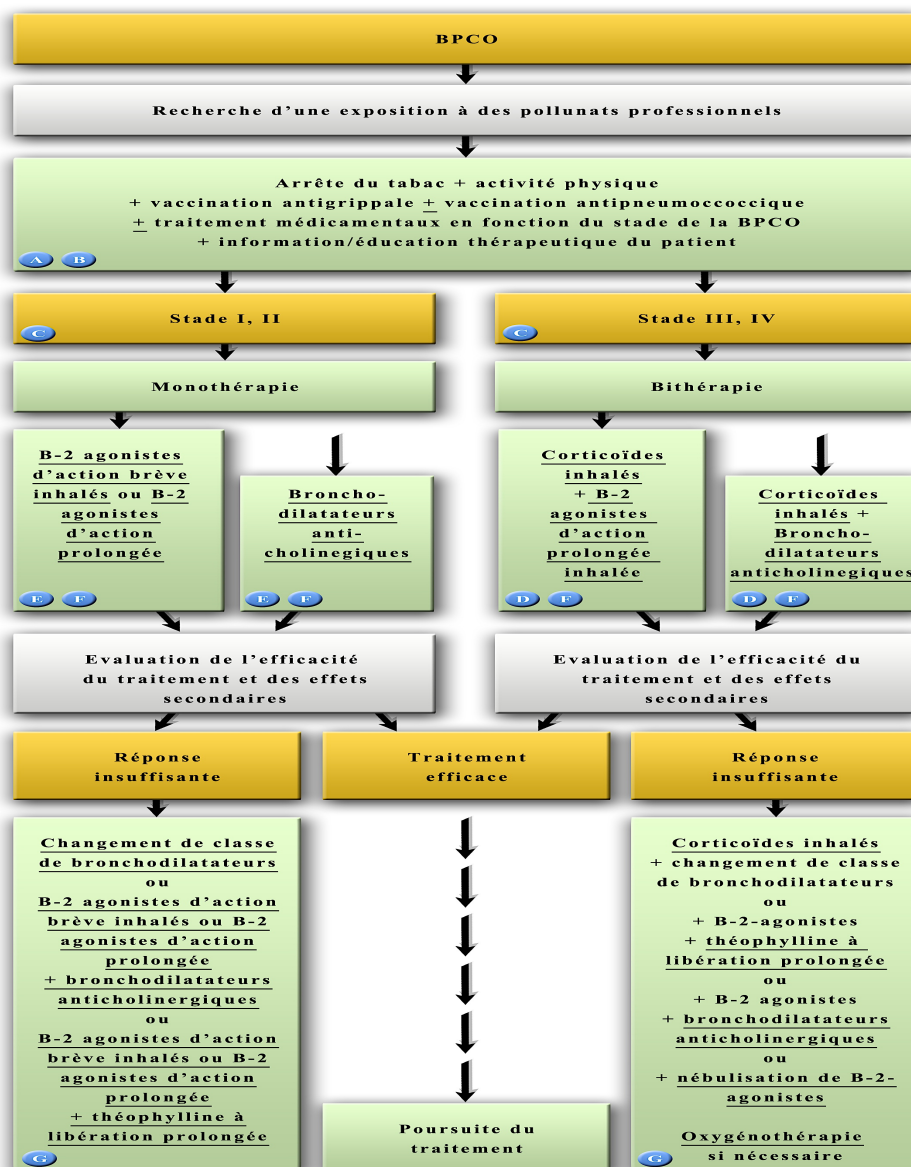 BPCO
Recherche d’une exposition à des pollunats professionnels
Arrête du tabac + activité physique
+ vaccination antigrippale + vaccination antipneumoccoccique
+ traitement médicamentaux en fonction du stade de la BPCO
+ information/éducation thérapeutique du patient
A B
Stade I, II
C
Stade III, IV
C
Monothérapie
Bithérapie
B-2 agonistes
d’action brève
inhalés ou B-2
agonistes
d’action
prolongée
E F
Broncho-
dilatateurs
anti-
cholinegiques
E F
Corticoïdes
inhalés
+ B-2
agonistes
d’action
prolongée
inhalée
D F
Corticoïdes
inhalés +
Broncho-
dilatateurs
anticholinegiques
D F
Evaluation de l’efficacité
du traitement et des effets
secondaires
Evaluation de l’efficacité du
traitement et des effets
secondaires
Réponse
insuffisante
Traitement
efficace
Réponse
insuffisante
Changement de classe
de bronchodilatateurs
ou
B-2 agonistes d’action
brève inhalés ou B-2
agonistes d’action
prolongée
+ bronchodilatateurs
anticholinergiques
ou
B-2 agonistes d’action
brève inhalés ou B-2
agonistes d’action
prolongée
+ théophylline à
libération prolongée
G
Poursuite du
traitement
Corticoïdes inhalés
+ changement de classe
de bronchodilatateurs
ou
+ B-2-agonistes
+ théophylline à
libération prolongée
ou
+ B-2 agonistes
+ bronchodilatateurs
anticholinergiques
ou
+ nébulisation de B-2-
agonistes
Oxygénothérapie
si nécessaire
G